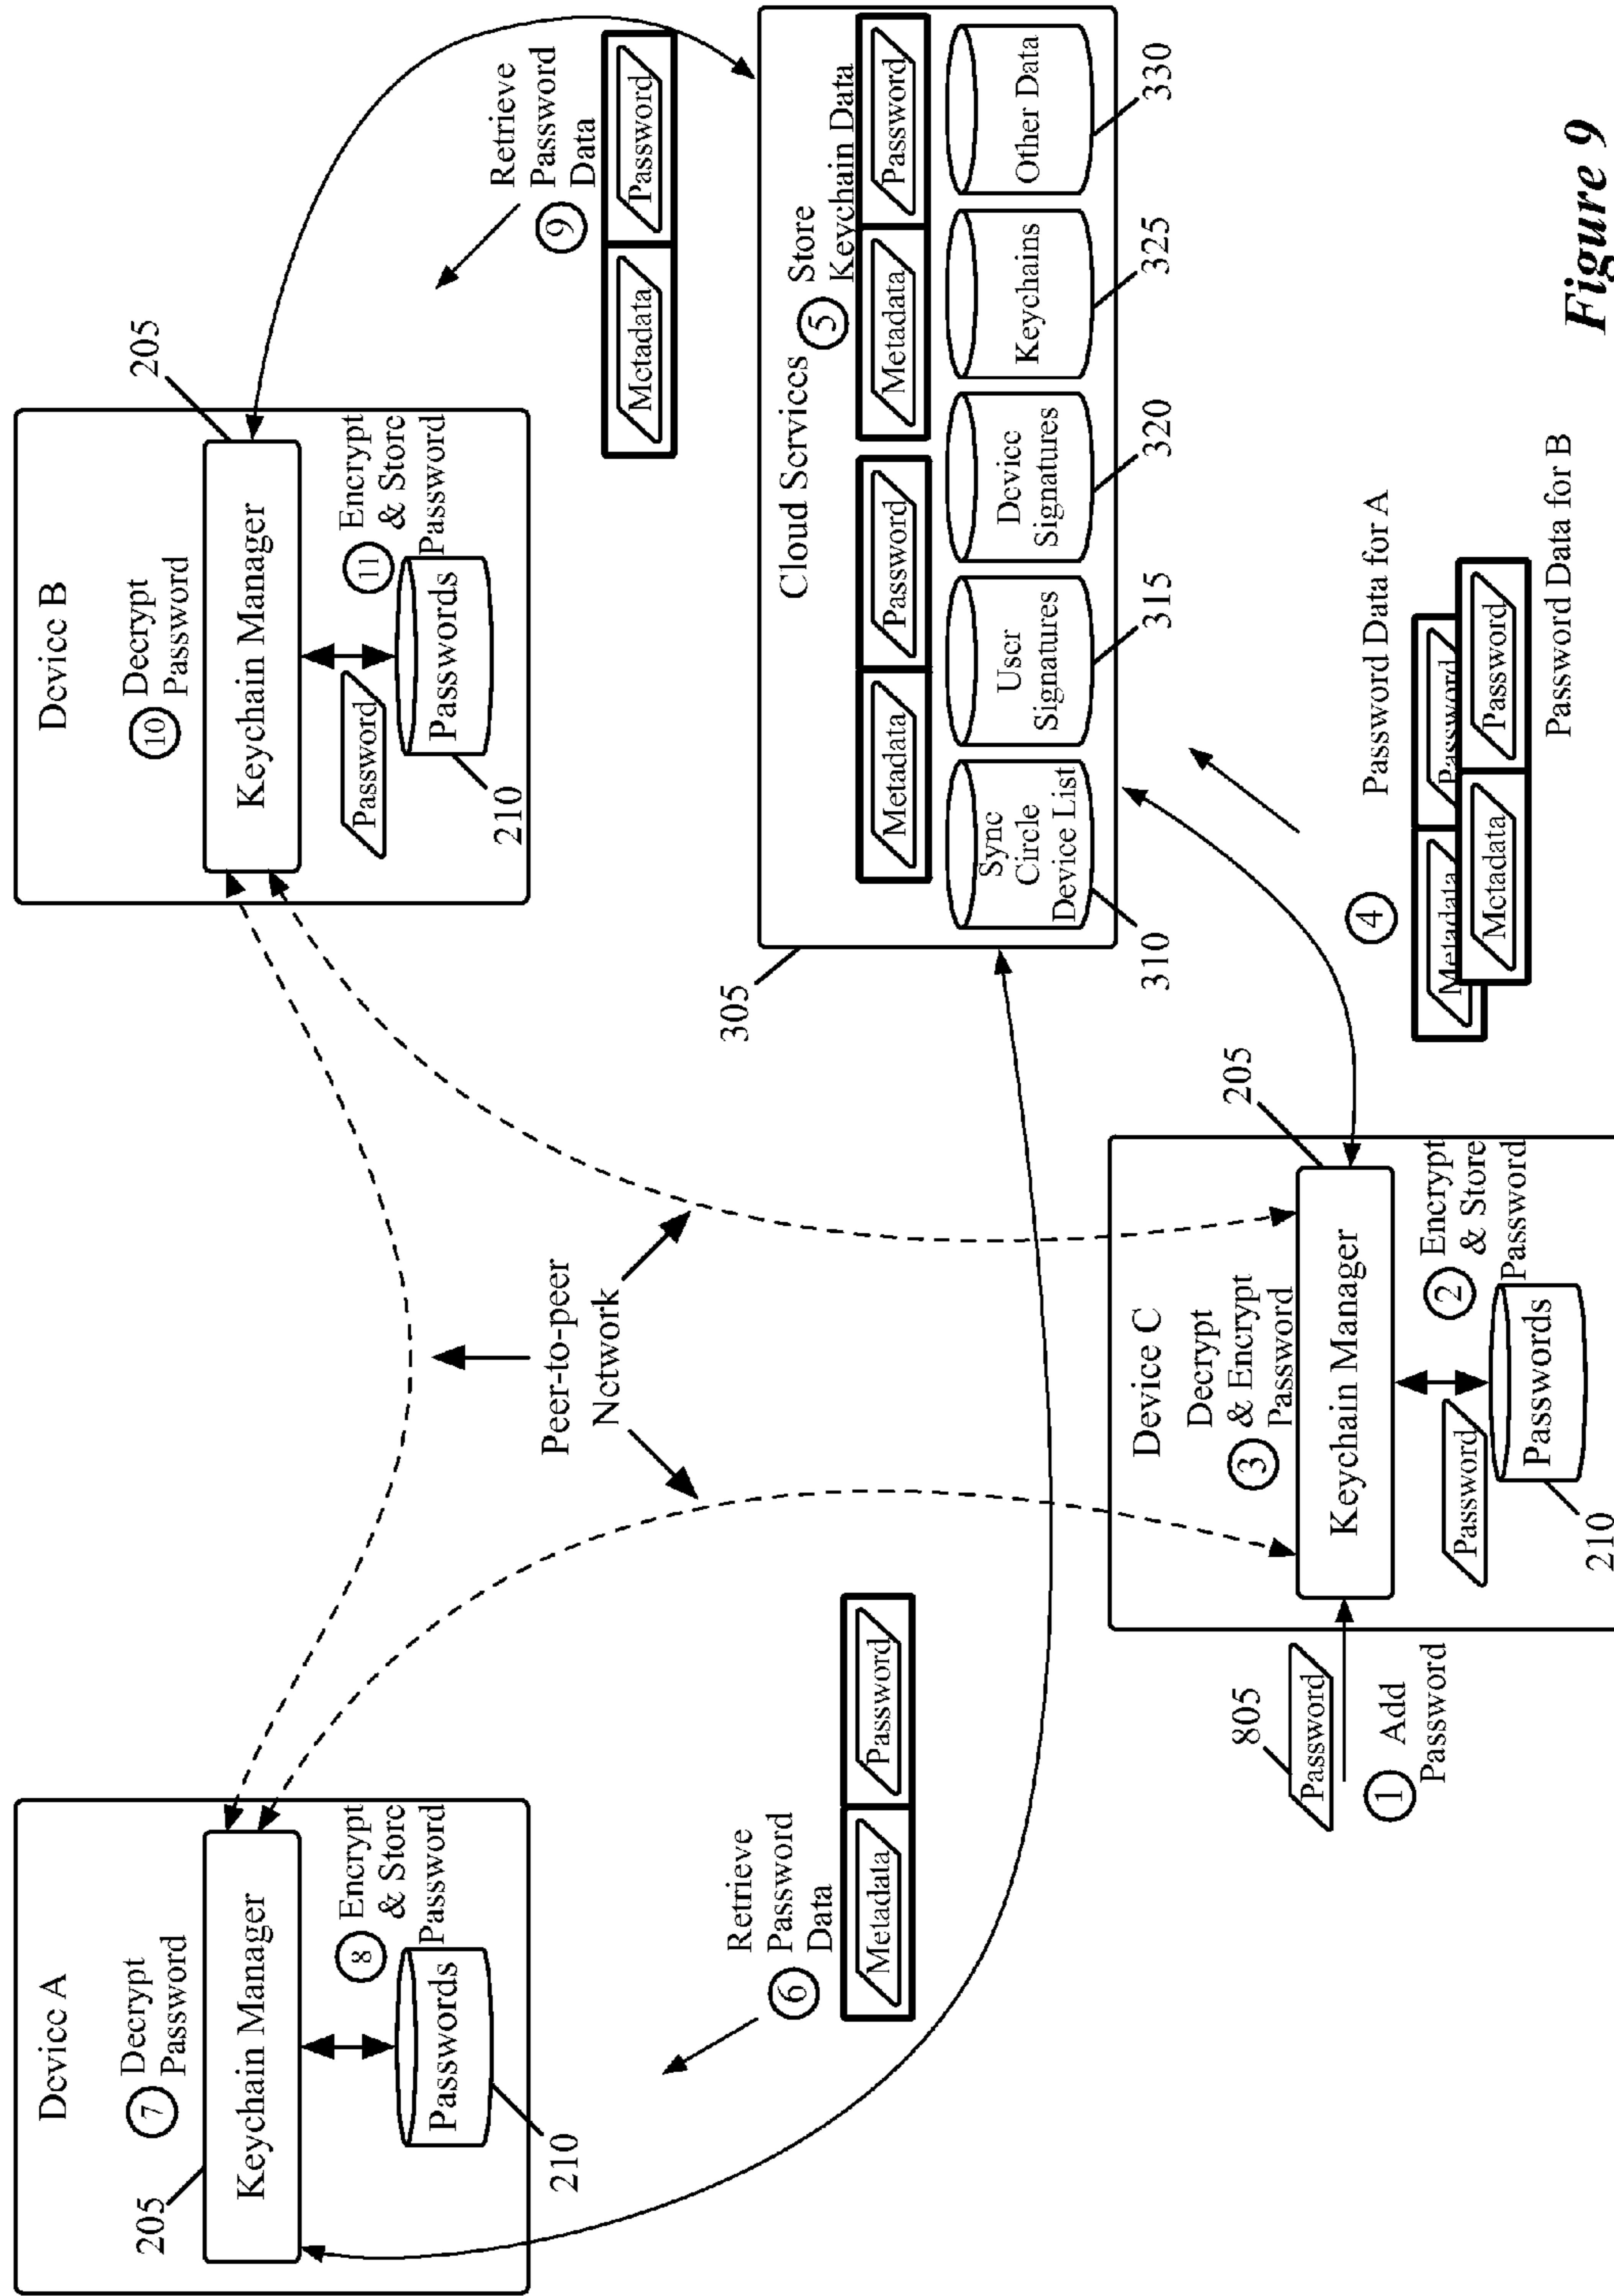 Device A
7 Decrypt
Password
205
Keychain Manager
8 Encrypt
& Store
Password
Passwords
210
Device B
10 Decrypt
Password
205
Keychain Manager
11 Encrypt
& Store
Password
Password
Passwords
210
Peer-to-peer
Network
Retrieve
6 Password
Data
Metadata
Password
Retrieve
Password
9 Data
Metadata
Password
305
Cloud Services
5 Store
Keychain Data
Metadata
Password
Metadata
Password
Sync
Circle
Device List
User
Signatures
Device
Signatures
Keychains
Other Data
310
315
320
325
330
805
Password
1 Add
Password
Device C
Decrypt
3 & Encrypt
Password
205
Keychain Manager
2 Encrypt
& Store
Password
Password
Passwords
210
4
Password Data for A
Metadata
Password
Metadata
Password
Password Data for B
Figure 9